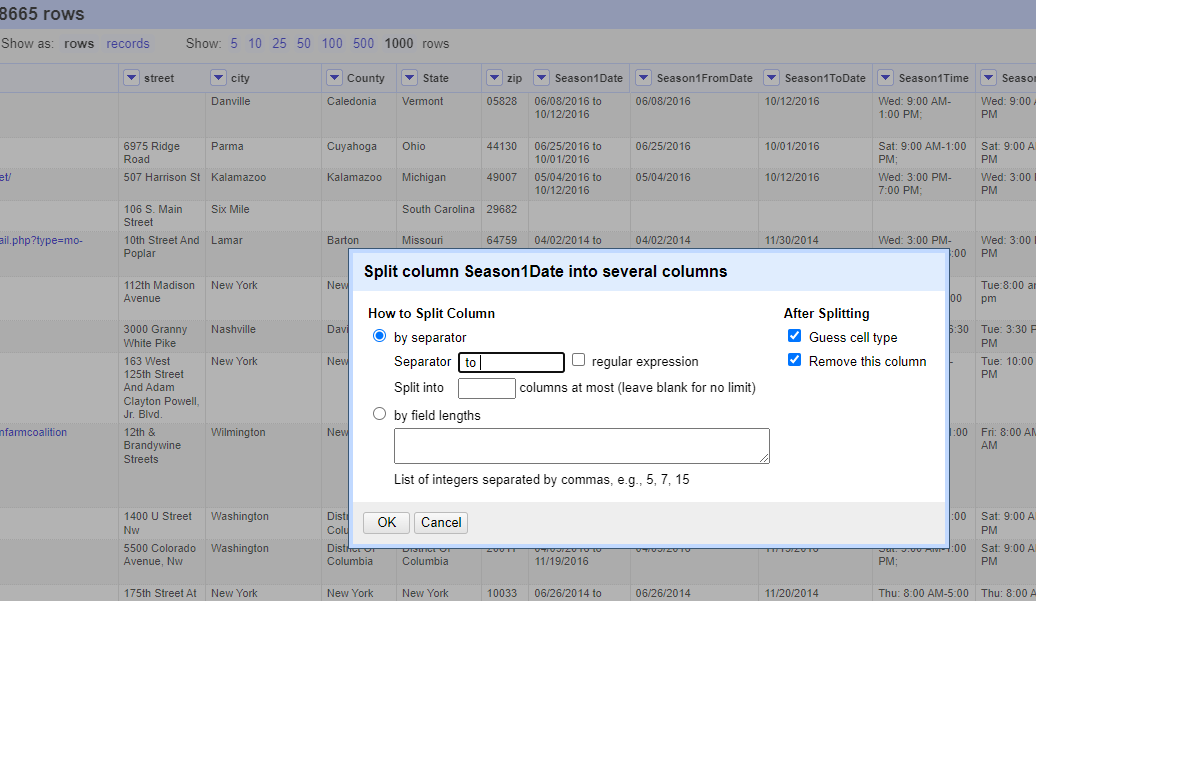 8665 rows
Show as: rows records Show: 5 10 25 50 100 500 1000 rows
street city County State zip Season1Date Season1FromDate Season1ToDate Season1Time
Danville Caledonia Vermont 05828 06/08/2016 to 06/08/2016 10/12/2016 Wed: 9:00 AM- Wed: 9:00
10/12/2016 1:00 PM; PM
6975 Ridge Parma Cuyahoga Ohio 44130 06/25/2016 to 06/25/2016 10/01/2016 Sat: 9:00 AM-1:00 Sat: 9:00
Road 10/01/2016 PM; PM
et/ 507 Harrison St Kalamazoo Kalamazoo Michigan 49007 05/04/2016 to 05/04/2016 10/12/2016 Wed: 3:00 PM- Wed: 3:00
10/12/2016 7:00 PM; PM
106 S. Main Six Mile South Carolina 29682
Street
ail.php?type=mo- 10th Street And Lamar Barton Missouri 64759 04/02/2014 to 04/02/2014 11/30/2014 Wed: 3:00 PM- Wed: 3:00
Poplar :00 PM
Split column Season1Date into several columns
112th Madison New York New Tue:8:00
Avenue 00 pm
How to Split Column After Splitting
by separator Guess cell type
Separator to regular expression Remove this column
Split into columns at most (leave blank for no limit)
by field lengths
List of integers separated by commas, e.g., 5, 7, 15
OK Cancel
3000 Granny Nashville 6:30 Tue: 3:30
White Pike PM
163 West New York New Tue: 10:00
125th Street PM
And Adam
Clayton Powell,
Jr. Blvd.
nfarmcoalition 12th & Wilmington New :00 Fri: 8:00
Brandywine AM
Streets
1400 U Street Washington :00 Sat: 9:00
Nw PM
5500 Colorado Washington District Of District Of 04/09/2016 to 04/09/2016 11/19/2016 Sat: 9:00 AM-1:00 Sat: 9:00
Avenue, Nw Columbia Columbia 11/19/2016 PM; PM
175th Street At New York New York New York 10033 06/26/2014 to 06/26/2014 11/20/2014 Thu: 8:00 AM-5:00 Thu: 8:00